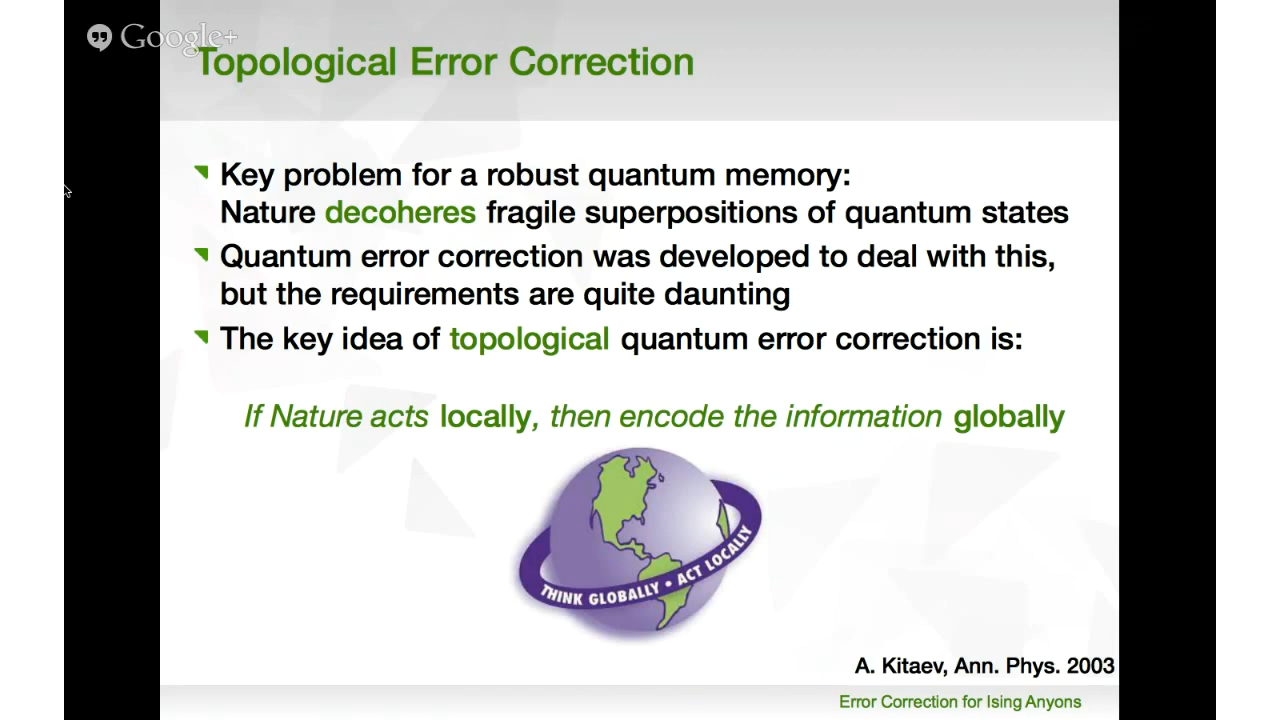 Google+
Topological Error Correction
Key problem for a robust quantum memory:
Nature decoheres fragile superpositions of quantum states
Quantum error correction was developed to deal with this,
but the requirements are quite daunting
The key idea of topological quantum error correction is:
If Nature acts locally, then encode the information globally
THINK GLOBALLY • ACT LOCALLY
A. Kitaev, Ann. Phys. 2003
Error Correction for Ising Anyons